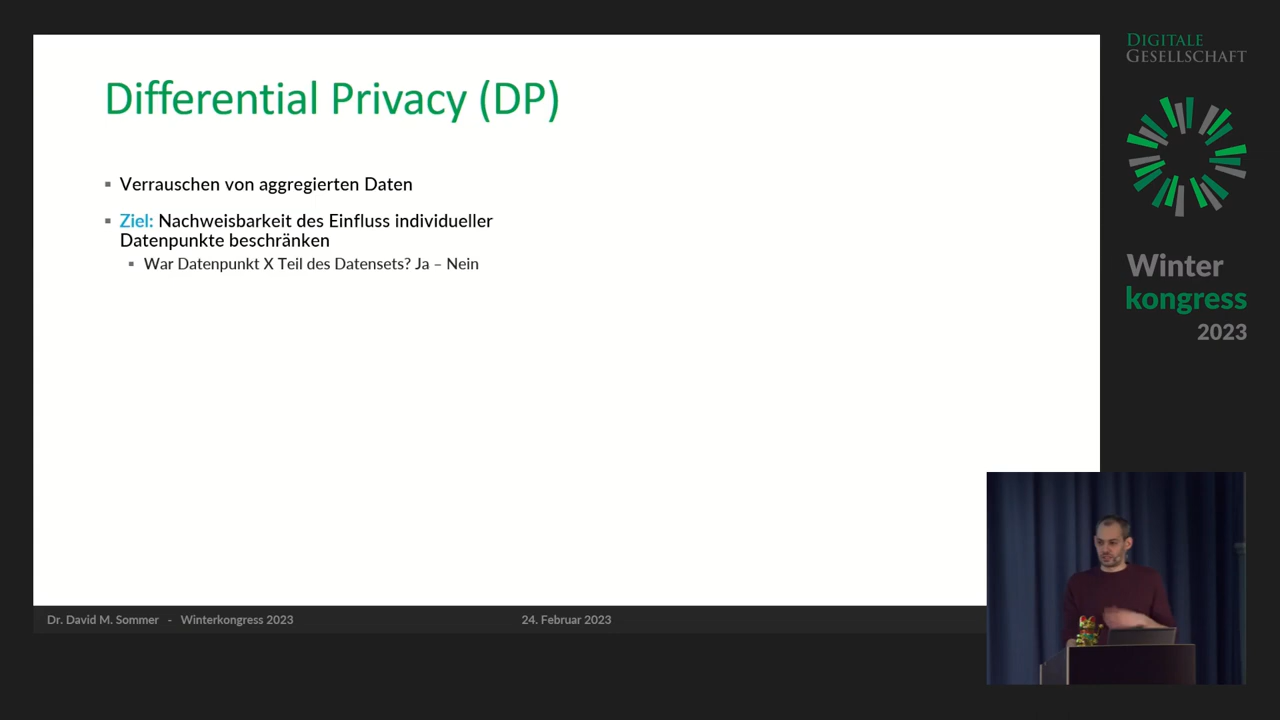 Differential Privacy (DP)
Verrauschen von aggregierten Daten
Ziel: Nachweisbarkeit des Einfluss individueller
Datenpunkte beschränken
War Datenpunkt X Teil des Datensets? Ja – Nein
Dr. David M. Sommer - Winterkongress 2023
24. Februar 2023
DIGITALE
GESELLSCHAFT
Winter
kongress
2023